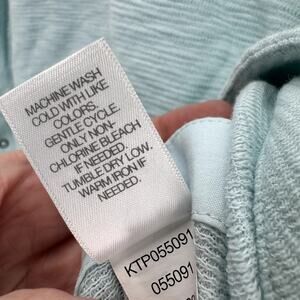 MACHINE WASH
COLD WITH LIKE
COLORS.
GENTLE CYCLE.
ONLY NON-
CHLORINE BLEACH
IF NEEDED.
TUMBLE DRY LOW.
WARM IRON IF
NEEDED.
KTP055091
055091